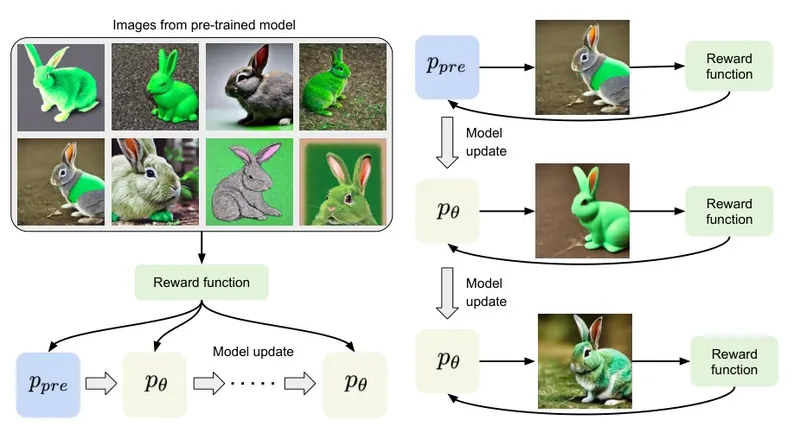 Images from pre-trained model
Reward function
Model update
p_pre
p_θ
.....
p_θ
p_pre
Reward
function
Model
update
p_θ
Reward
function
Model
update
p_θ
Reward
function